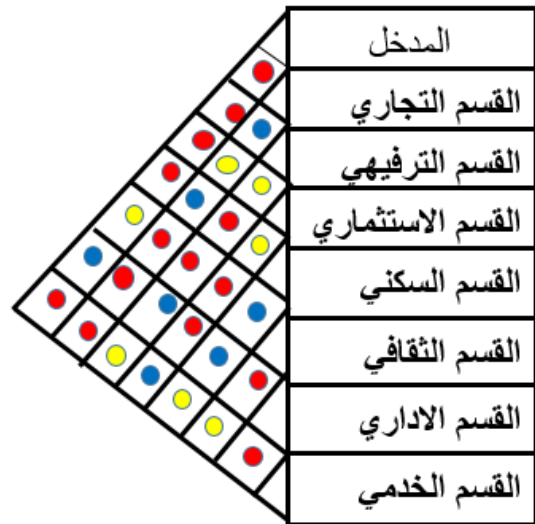 المدخل
القسم التجاري
القسم الترفيهي
القسم الاستثماري
القسم السكني
القسم الثقافي
القسم الاداري
القسم الخدمي